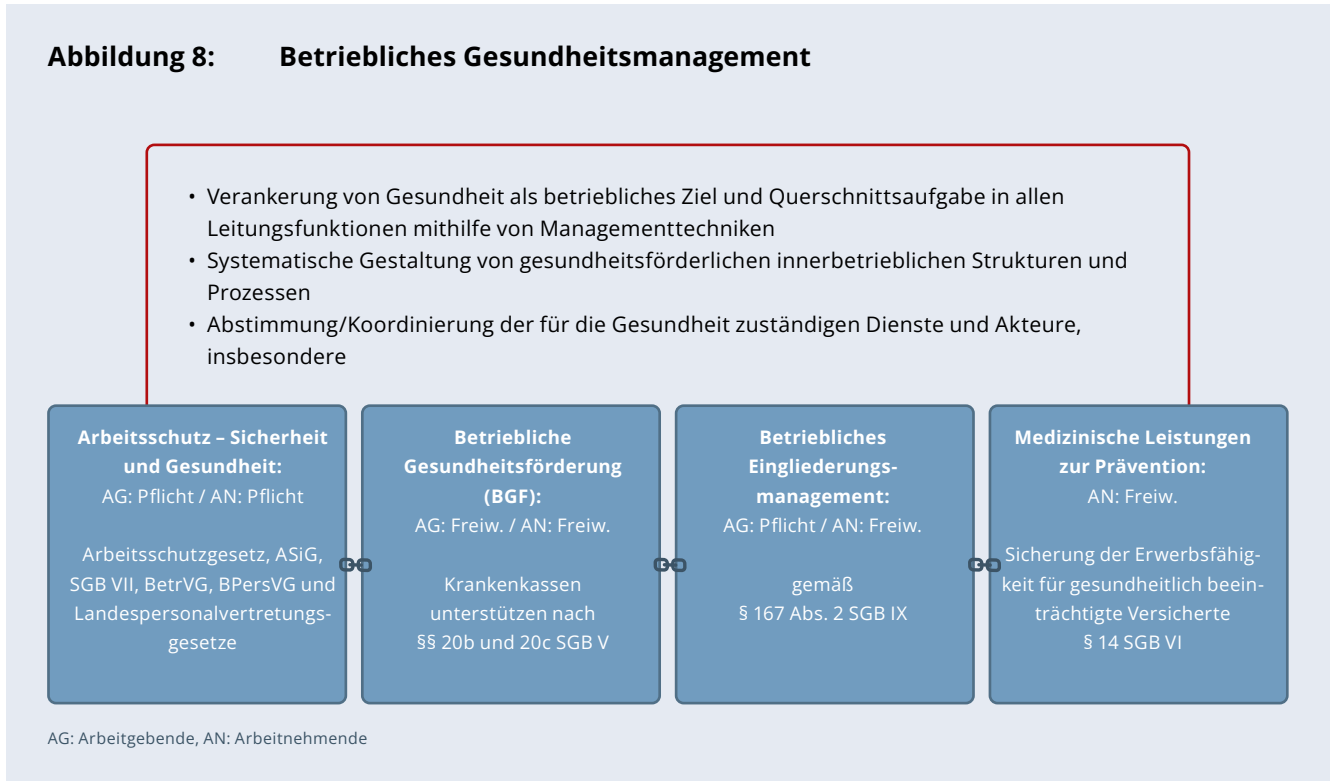 Abbildung 8: Betriebliches Gesundheitsmanagement
• Verankerung von Gesundheit als betriebliches Ziel und Querschnittsaufgabe in allen
Leitungsfunktionen mithilfe von Managementtechniken
• Systematische Gestaltung von gesundheitsförderlichen innerbetrieblichen Strukturen und
Prozessen
• Abstimmung/Koordinierung der für die Gesundheit zuständigen Dienste und Akteure,
insbesondere
Arbeitsschutz – Sicherheit
und Gesundheit:
AG: Pflicht / AN: Pflicht
Arbeitsschutzgesetz, ASiG,
SGB VII, BetrVG, BPersVG und
Landespersonalvertretungs-
gesetze
Betriebliche
Gesundheitsförderung
(BGF):
AG: Freiw. / AN: Freiw.
Krankenkassen
unterstützen nach
§§ 20b und 20c SGB V
Betriebliches
Eingliederungs-
management:
AG: Pflicht / AN: Freiw.
gemäß
§ 167 Abs. 2 SGB IX
Medizinische Leistungen
zur Prävention:
AN: Freiw.
Sicherung der Erwerbsfähig-
keit für gesundheitlich beein-
trächtigte Versicherte
§ 14 SGB VI
AG: Arbeitgebende, AN: Arbeitnehmende